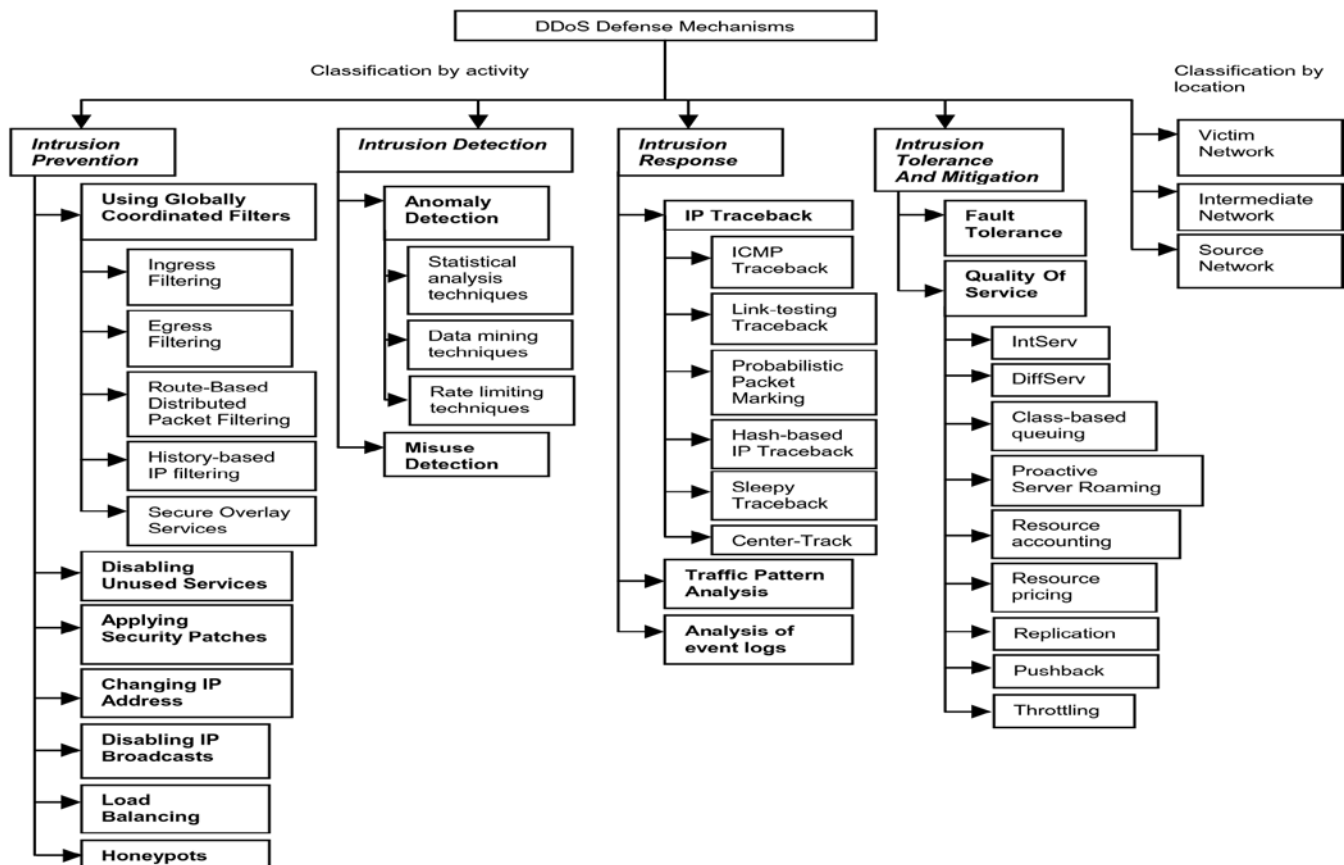 DDoS Defense Mechanisms
Classification by activity
Classification by
location
Intrusion
Prevention
Using Globally
Coordinated Filters
Ingress
Filtering
Egress
Filtering
Route-Based
Distributed
Packet Filtering
History-based
IP filtering
Secure Overlay
Services
Disabling
Unused Services
Applying
Security Patches
Changing IP
Address
Disabling IP
Broadcasts
Load
Balancing
Honeypots
Intrusion Detection
Anomaly
Detection
Statistical
analysis
techniques
Data mining
techniques
Rate limiting
techniques
Misuse
Detection
Intrusion
Response
IP Traceback
ICMP
Traceback
Link-testing
Traceback
Probabilistic
Packet
Marking
Hash-based
IP Traceback
Sleepy
Traceback
Center-Track
Traffic Pattern
Analysis
Analysis of
event logs
Intrusion
Tolerance
And Mitigation
Fault
Tolerance
Quality Of
Service
IntServ
DiffServ
Class-based
queuing
Proactive
Server Roaming
Resource
accounting
Resource
pricing
Replication
Pushback
Throttling
Victim
Network
Intermediate
Network
Source
Network